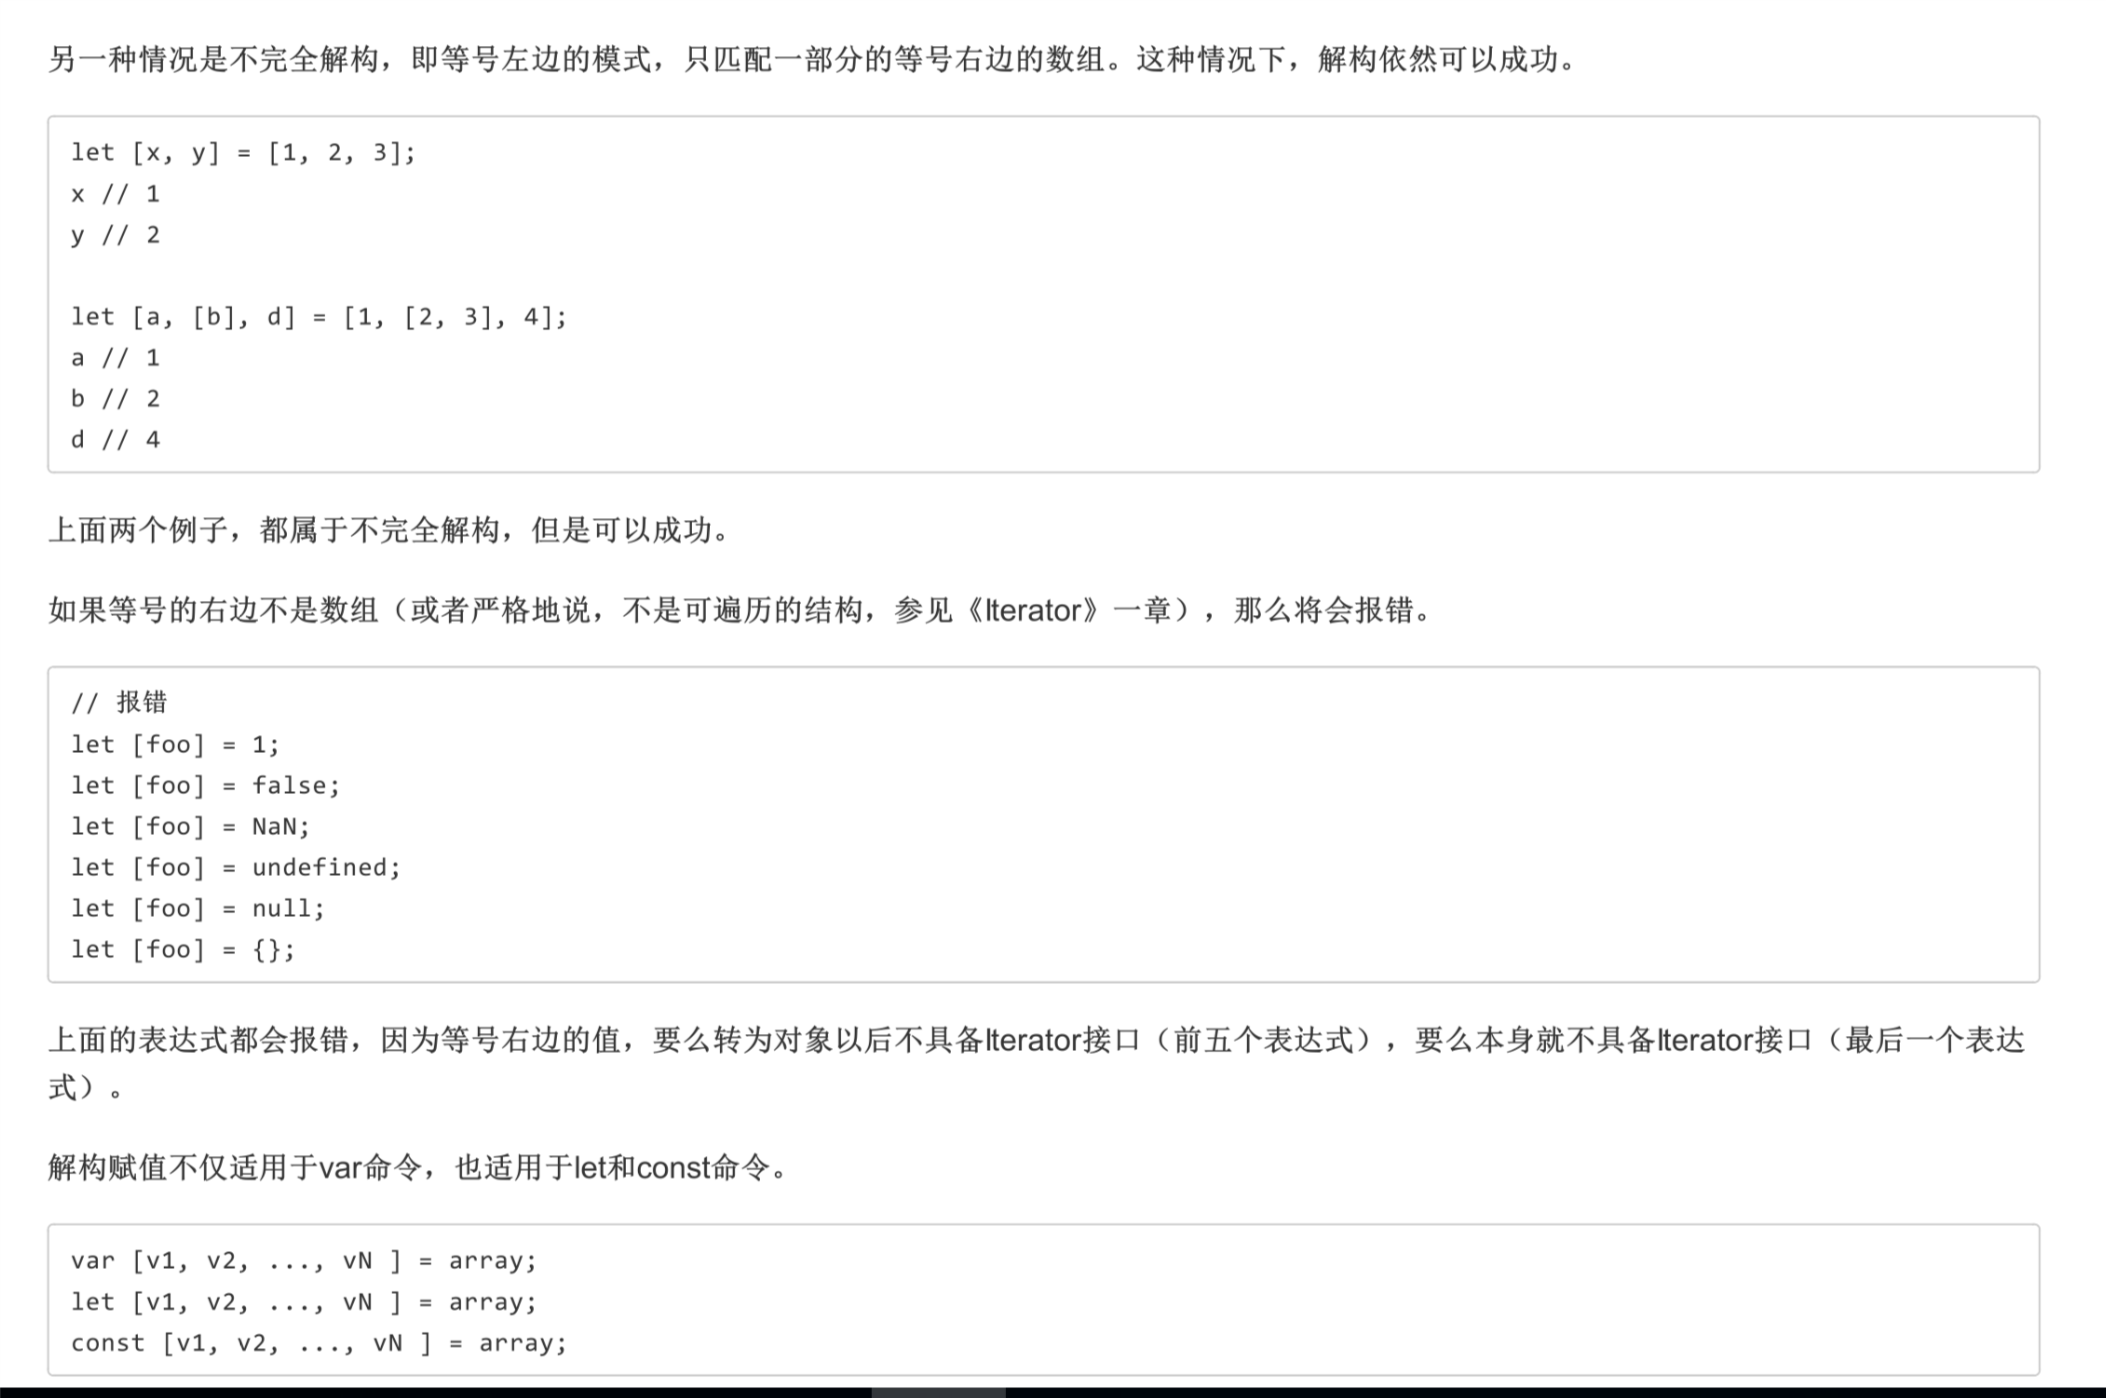 另一种情况是不完全解构，即等号左边的模式，只匹配一部分的等号右边的数组。这种情况下，解构依然可以成功。
let [x, y] = [1, 2, 3];
x // 1
y // 2
let [a, [b], d] = [1, [2, 3], 4];
a // 1
b // 2
d // 4
上面两个例子，都属于不完全解构，但是可以成功。
如果等号的右边不是数组（或者严格地说，不是可遍历的结构，参见《Iterator》一章），那么将会报错。
// 报错
let [foo] = 1;
let [foo] = false;
let [foo] = NaN;
let [foo] = undefined;
let [foo] = null;
let [foo] = {};
上面的表达式都会报错，因为等号右边的值，要么转为对象以后不具备Iterator接口（前五个表达式），要么本身就不具备Iterator接口（最后一个表达
式）。
解构赋值不仅适用于var命令，也适用于let和const命令。
var [v1, v2, ..., vN ] = array;
let [v1, v2, ..., vN ] = array;
const [v1, v2, ..., vN ] = array;